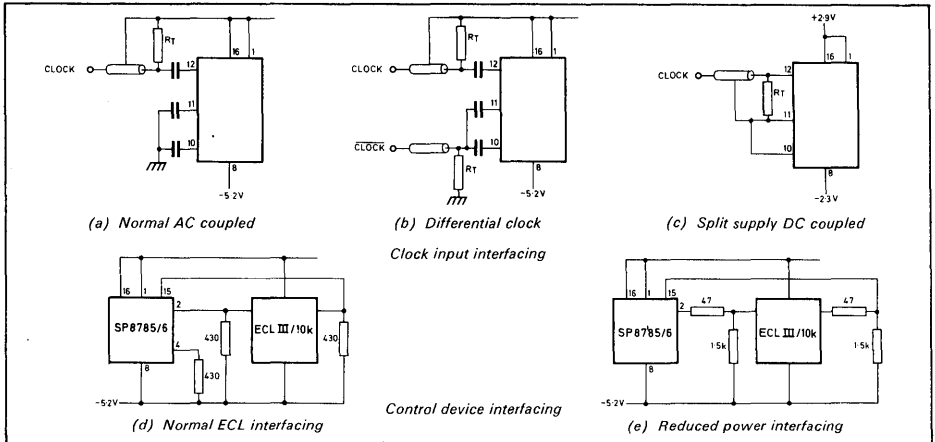 +2.9V
RT
16 1
CLOCK
12
11
10
8
-5·2V
RT
16 1
CLOCK
12
11
CLOCK
10
RT
8
-5·2V
16 1
CLOCK
12
RT
11
10
8
-2·3V
(a) Normal AC coupled
(b) Differential clock
(c) Split supply DC coupled
Clock input interfacing
16 1 15
2
SP8785/6
ECL III/10k
430
430
4
430
8
-5·2V
16 1 15
2
47
47
SP8785/6
ECL III/10k
1·5k
1·5k
8
-5·2V
Control device interfacing
(d) Normal ECL interfacing
(e) Reduced power interfacing